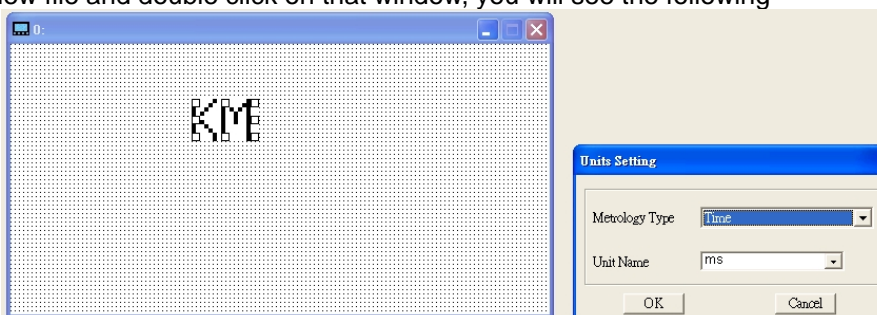 ew file and double click on that window, you will see the following
0:
KM
Units Setting
Metrology Type Time
Unit Name ms
OK Cancel